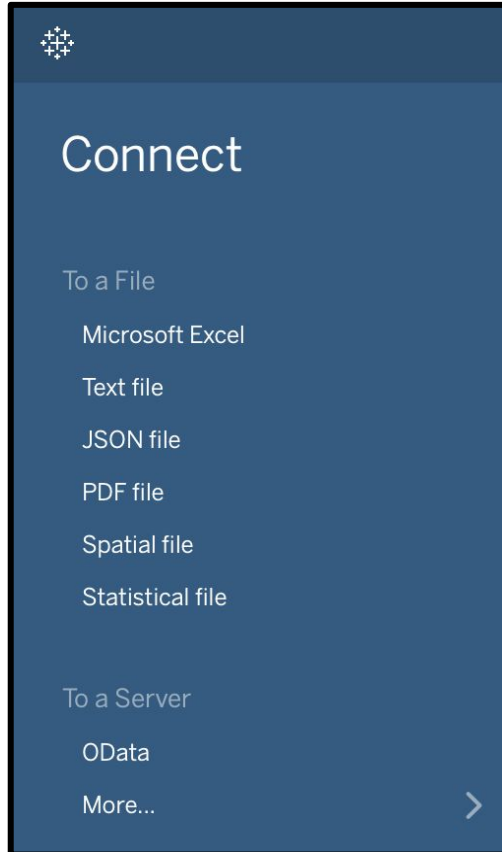 Connect
To a File
Microsoft Excel
Text file
JSON file
PDF file
Spatial file
Statistical file
To a Server
OData
More...